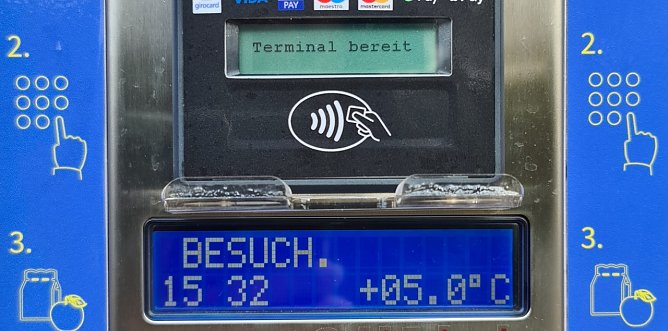 girocard VISA PAY maestro mastercard
Terminal bereit
2.
2.
BESUCH.
15 32 +05.0°C
3.
3.